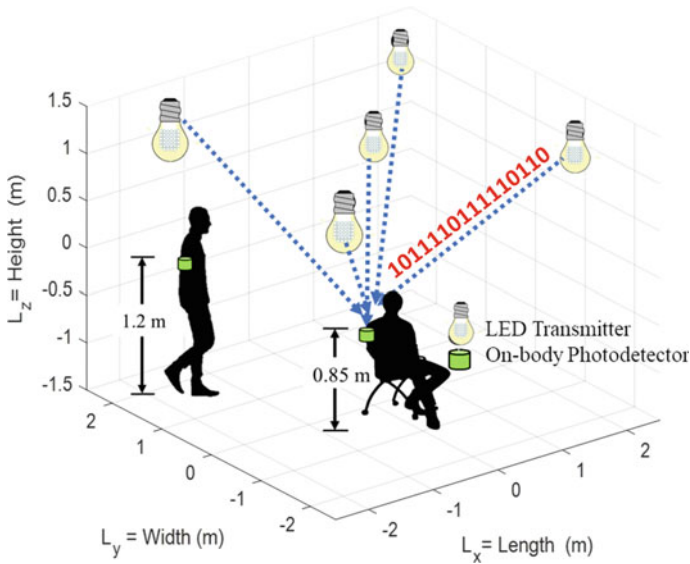 1.5
1
0.5
0
-0.5
-1
-1.5
L_z= Height (m)
1.2 m
0.85 m
10111101111110110
LED Transmitter
On-body Photodetector
2
1
0
-1
-2
L_y = Width (m)
-2
-1
0
1
2
L_x= Length (m)